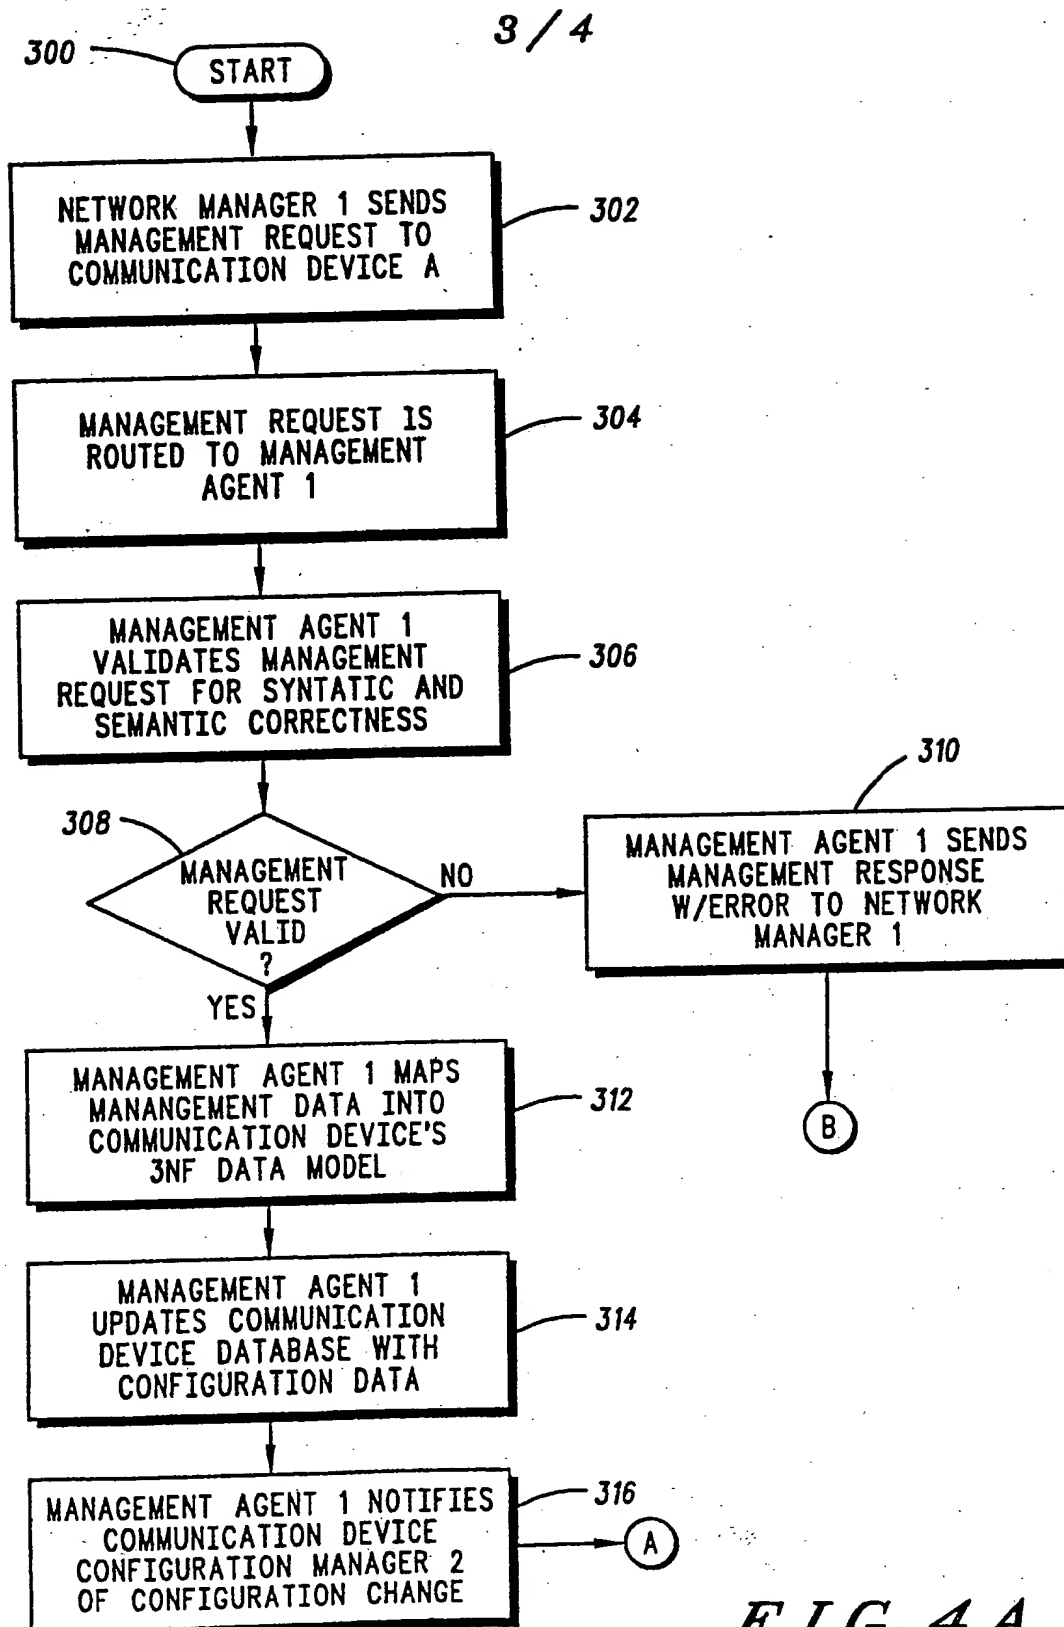 3/4
300
START
NETWORK MANAGER 1 SENDS
MANAGEMENT REQUEST TO
COMMUNICATION DEVICE A
302
MANAGEMENT REQUEST IS
ROUTED TO MANAGEMENT
AGENT 1
304
MANAGEMENT AGENT 1
VALIDATES MANAGEMENT
REQUEST FOR SYNTATIC AND
SEMANTIC CORRECTNESS
306
308
MANAGEMENT
REQUEST
VALID
?
NO
YES
310
MANAGEMENT AGENT 1 SENDS
MANAGEMENT RESPONSE
W/ERROR TO NETWORK
MANAGER 1
B
MANAGEMENT AGENT 1 MAPS
MANANGEMENT DATA INTO
COMMUNICATION DEVICE'S
3NF DATA MODEL
312
MANAGEMENT AGENT 1
UPDATES COMMUNICATION
DEVICE DATABASE WITH
CONFIGURATION DATA
314
MANAGEMENT AGENT 1 NOTIFIES
COMMUNICATION DEVICE
CONFIGURATION MANAGER 2
OF CONFIGURATION CHANGE
316
A
FIG. 4A